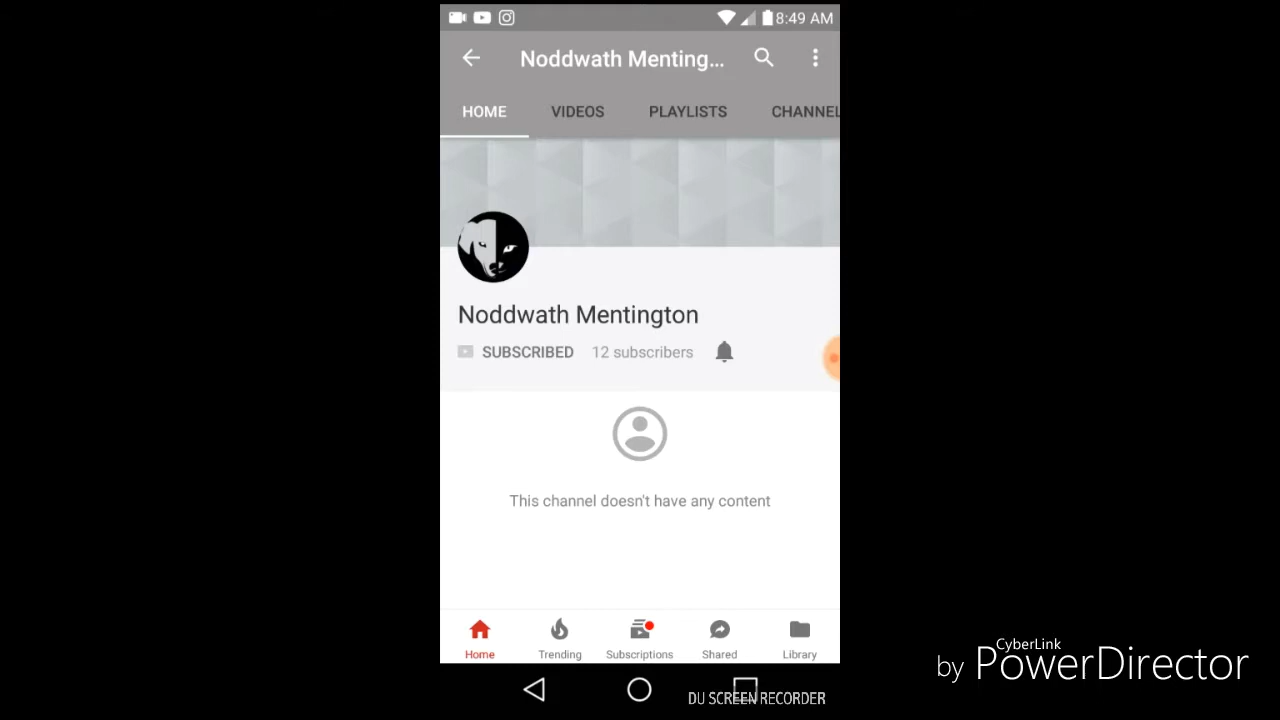 8:49 AM
Noddwath Menting...
HOME VIDEOS PLAYLISTS CHANNEL
Noddwath Mentington
SUBSCRIBED 12 subscribers
This channel doesn't have any content
Home Trending Subscriptions Shared Library
CyberLink
by PowerDirector
DU SCREEN RECORDER